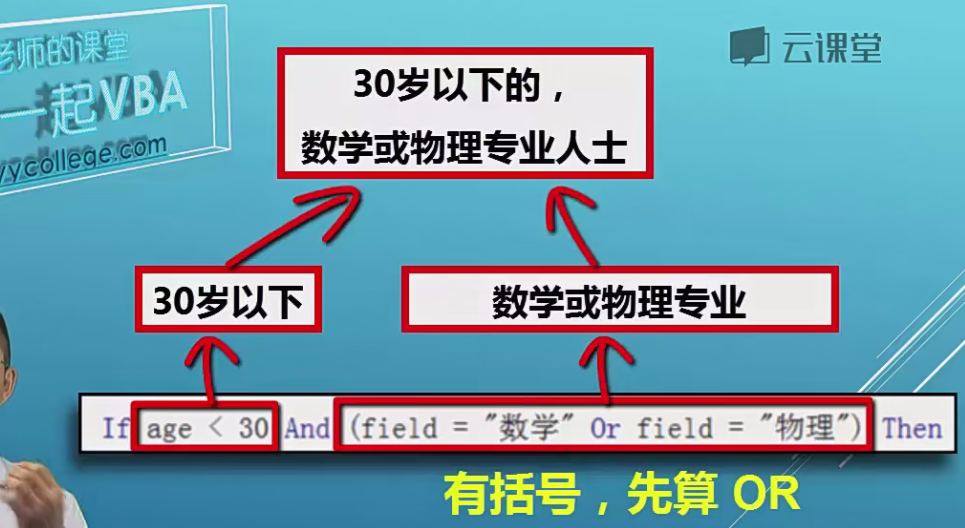 云课堂
老师的课堂
一起VBA
ycollege.com
30岁以下的，
数学或物理专业人士
30岁以下
数学或物理专业
If age < 30 And (field = "数学" Or field = "物理") Then
有括号，先算 OR